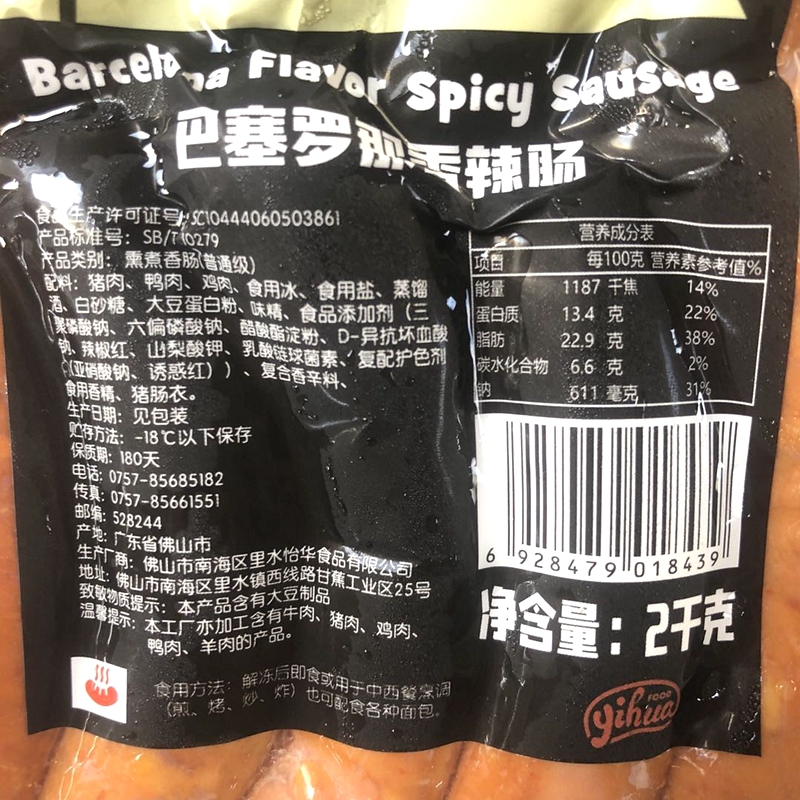 Barcelona Flavor Spicy Sausage
巴塞罗那香辣肠
食品生产许可证号: SC10444060503861
产品标准号: SB/T 10279
产品类别: 熏煮香肠(普通级)
配料: 猪肉、鸭肉、鸡肉、食用冰、食用盐、蒸馏
酒、白砂糖、大豆蛋白粉、味精、食品添加剂（三
聚磷酸钠、六偏磷酸钠、醋酸酯淀粉、D-异抗坏血酸
钠、辣椒红、山梨酸钾、乳酸链球菌素、复配护色剂
（亚硝酸钠、诱惑红））、复合香辛料、
食用香精、猪肠衣。
生产日期: 见包装
贮存方法: -18℃以下保存
保质期: 180天
电话: 0757-85685182
传真: 0757-85661551
邮编: 528244
产地: 广东省佛山市
生产厂商: 佛山市南海区里水怡华食品有限公司
地址: 佛山市南海区里水镇西线路甘蕉工业区25号
致敏物质提示: 本产品含有大豆制品
温馨提示: 本工厂亦加工含有牛肉、猪肉、鸡肉、
鸭肉、羊肉的产品。
食用方法: 解冻后即食或用于中西餐烹调
（煎、烤、炒、炸）也可配食各种面包。
营养成分表
项目 每100克 营养素参考值%
能量 1187 千焦 14%
蛋白质 13.4 克 22%
脂肪 22.9 克 38%
碳水化合物 6.6 克 2%
钠 611 毫克 31%
6 928479 018439
净含量: 2千克
yihua FOOD